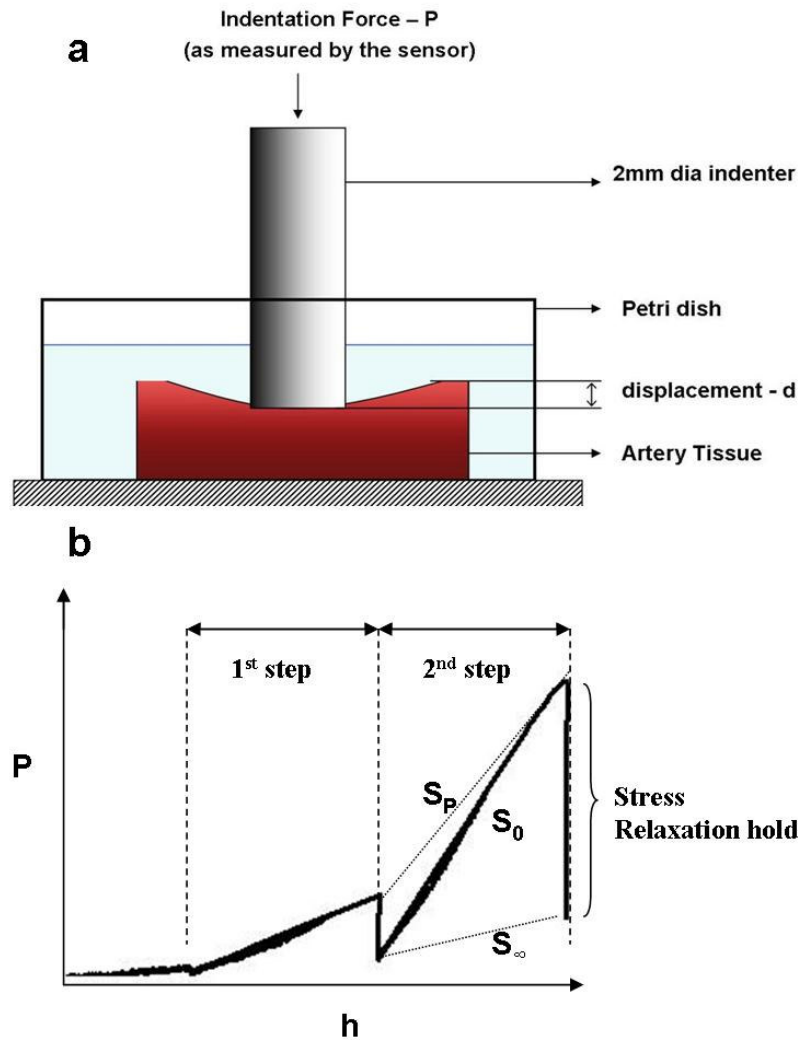 Indentation Force – P
(as measured by the sensor)
a
2mm dia indenter
Petri dish
displacement - d
Artery Tissue
b
1st step
2nd step
P
SP
S0
Stress
Relaxation hold
S∞
h